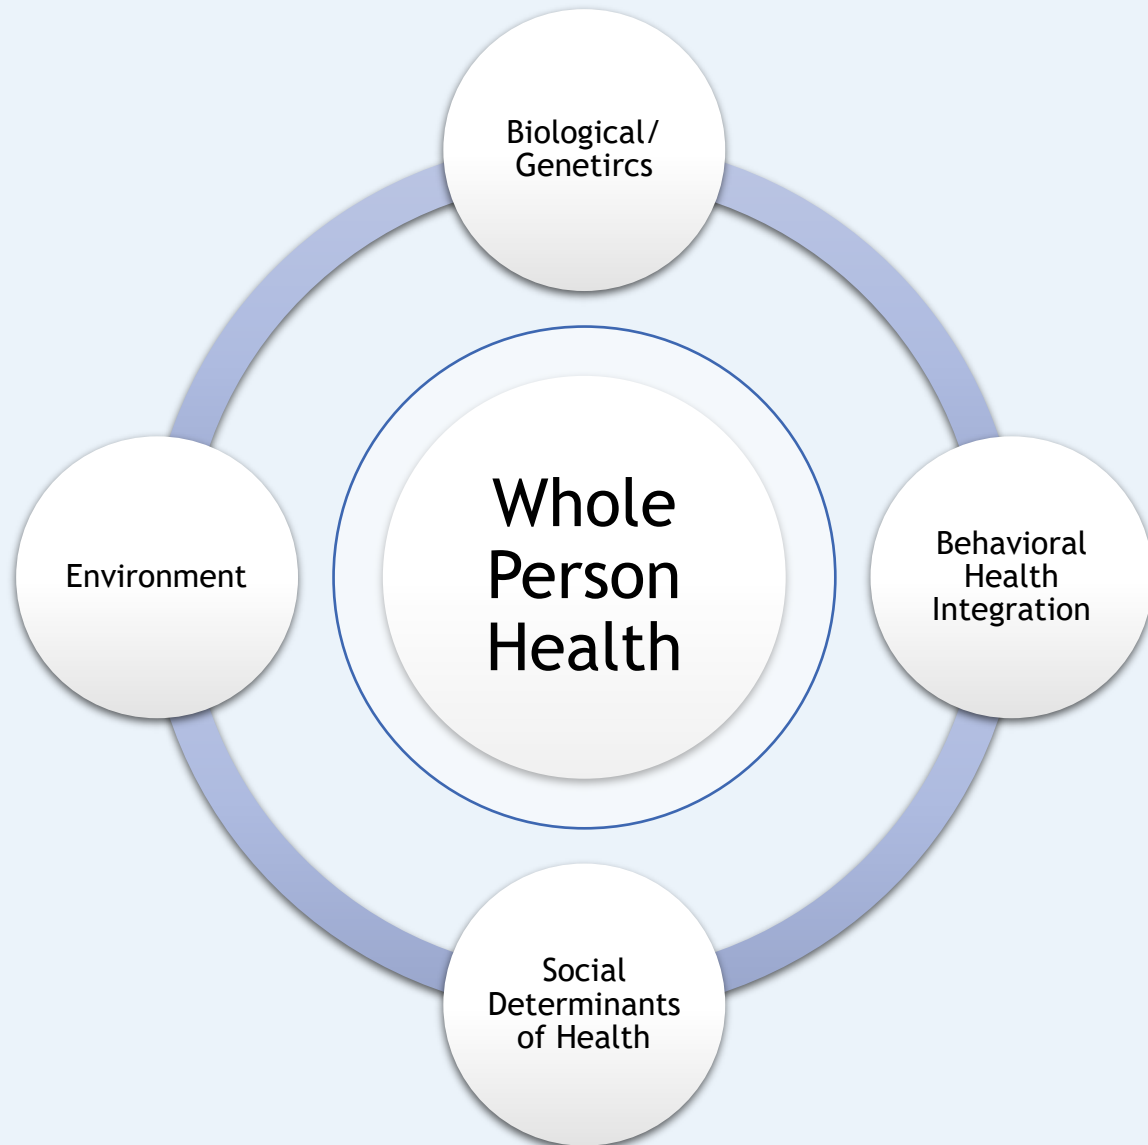 Biological/
Genetircs
Environment
Whole
Person
Health
Behavioral
Health
Integration
Social
Determinants
of Health